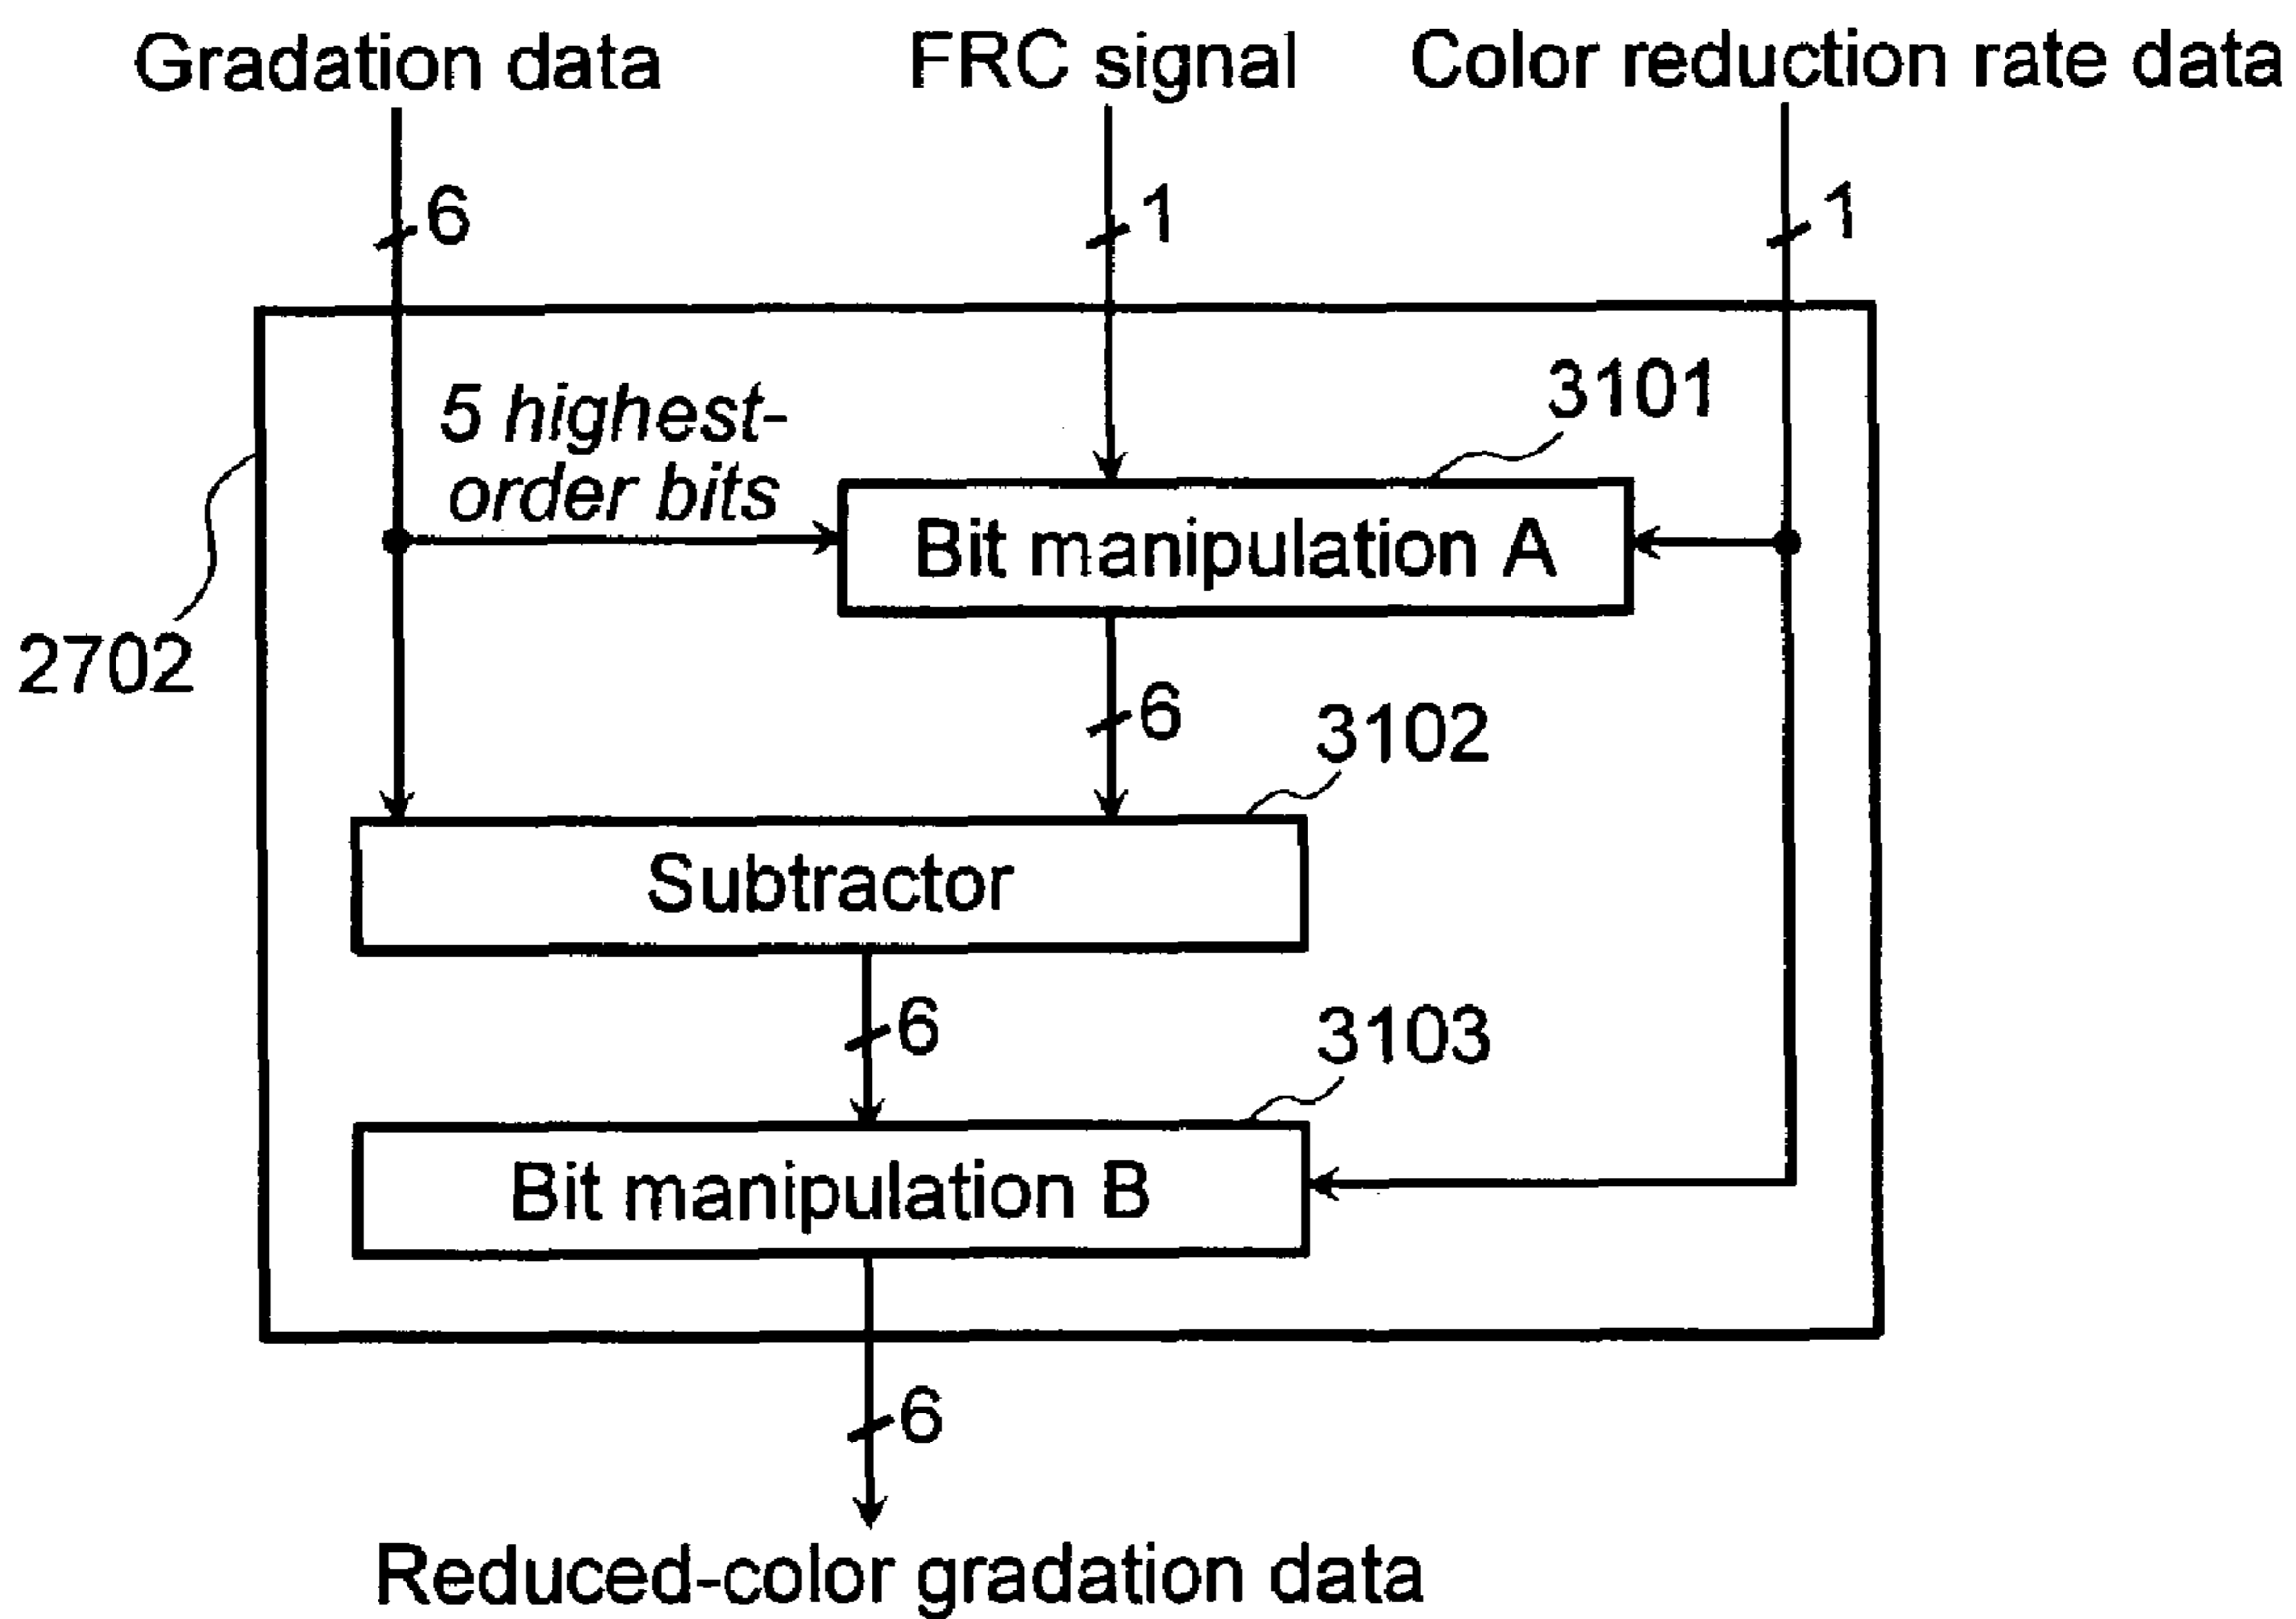 Gradation data
FRC signal
Color reduction rate data
6
1
1
3101
5 highest-
order bits
Bit manipulation A
2702
6
3102
Subtractor
6
3103
Bit manipulation B
6
Reduced-color gradation data